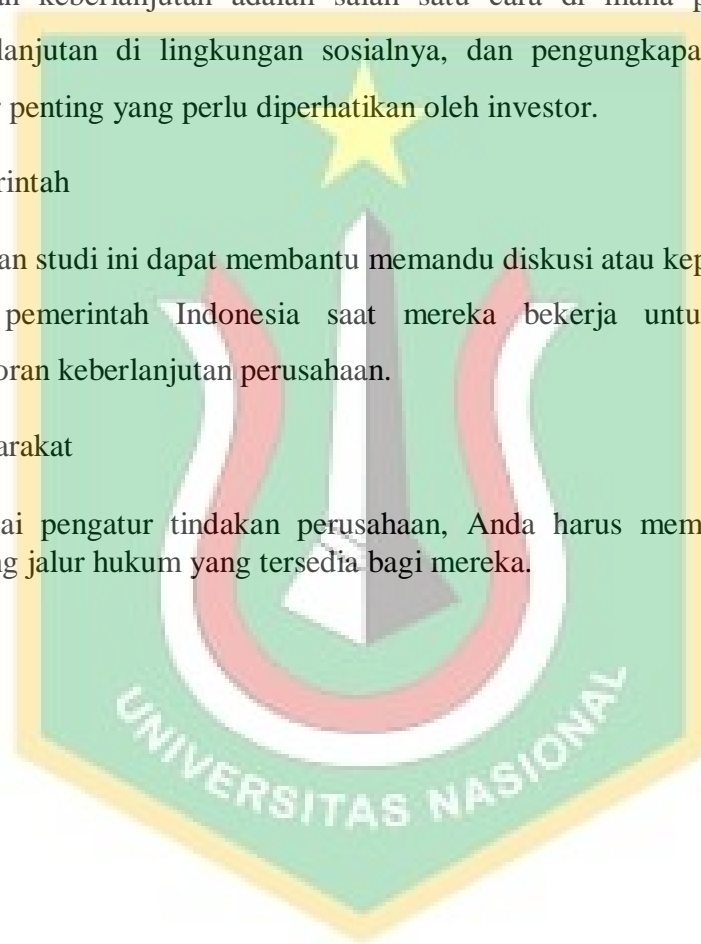 keberlanjutan adalah salah satu cara di mana
lanjutan di lingkungan sosialnya, dan pengungkapa
penting yang perlu diperhatikan oleh investor.
rintah
an studi ini dapat membantu memandu diskusi atau kep
pemerintah Indonesia saat mereka bekerja untu
oran keberlanjutan perusahaan.
arakat
ai pengatur tindakan perusahaan, Anda harus mem
ng jalur hukum yang tersedia bagi mereka.
UNIVERSITAS NASIONAL